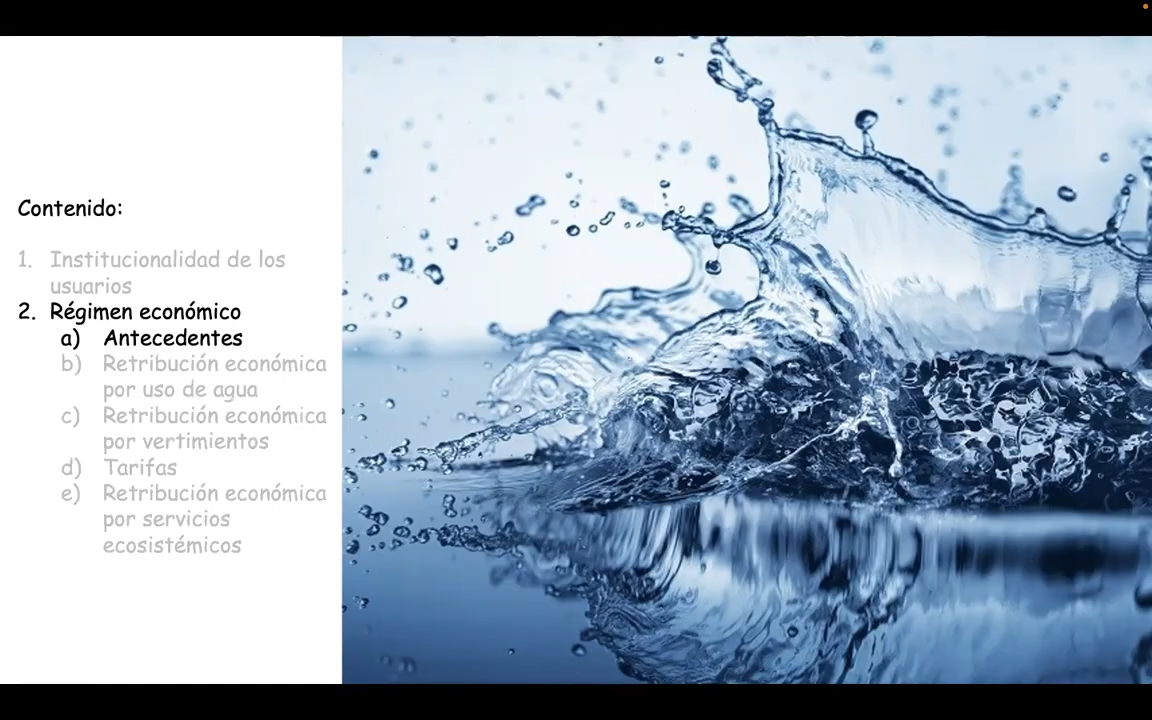 Contenido:
1. Institucionalidad de los
usuarios
2. Régimen económico
a) Antecedentes
b) Retribución económica
por uso de agua
c) Retribución económica
por vertimientos
d) Tarifas
e) Retribución económica
por servicios
ecosistémicos